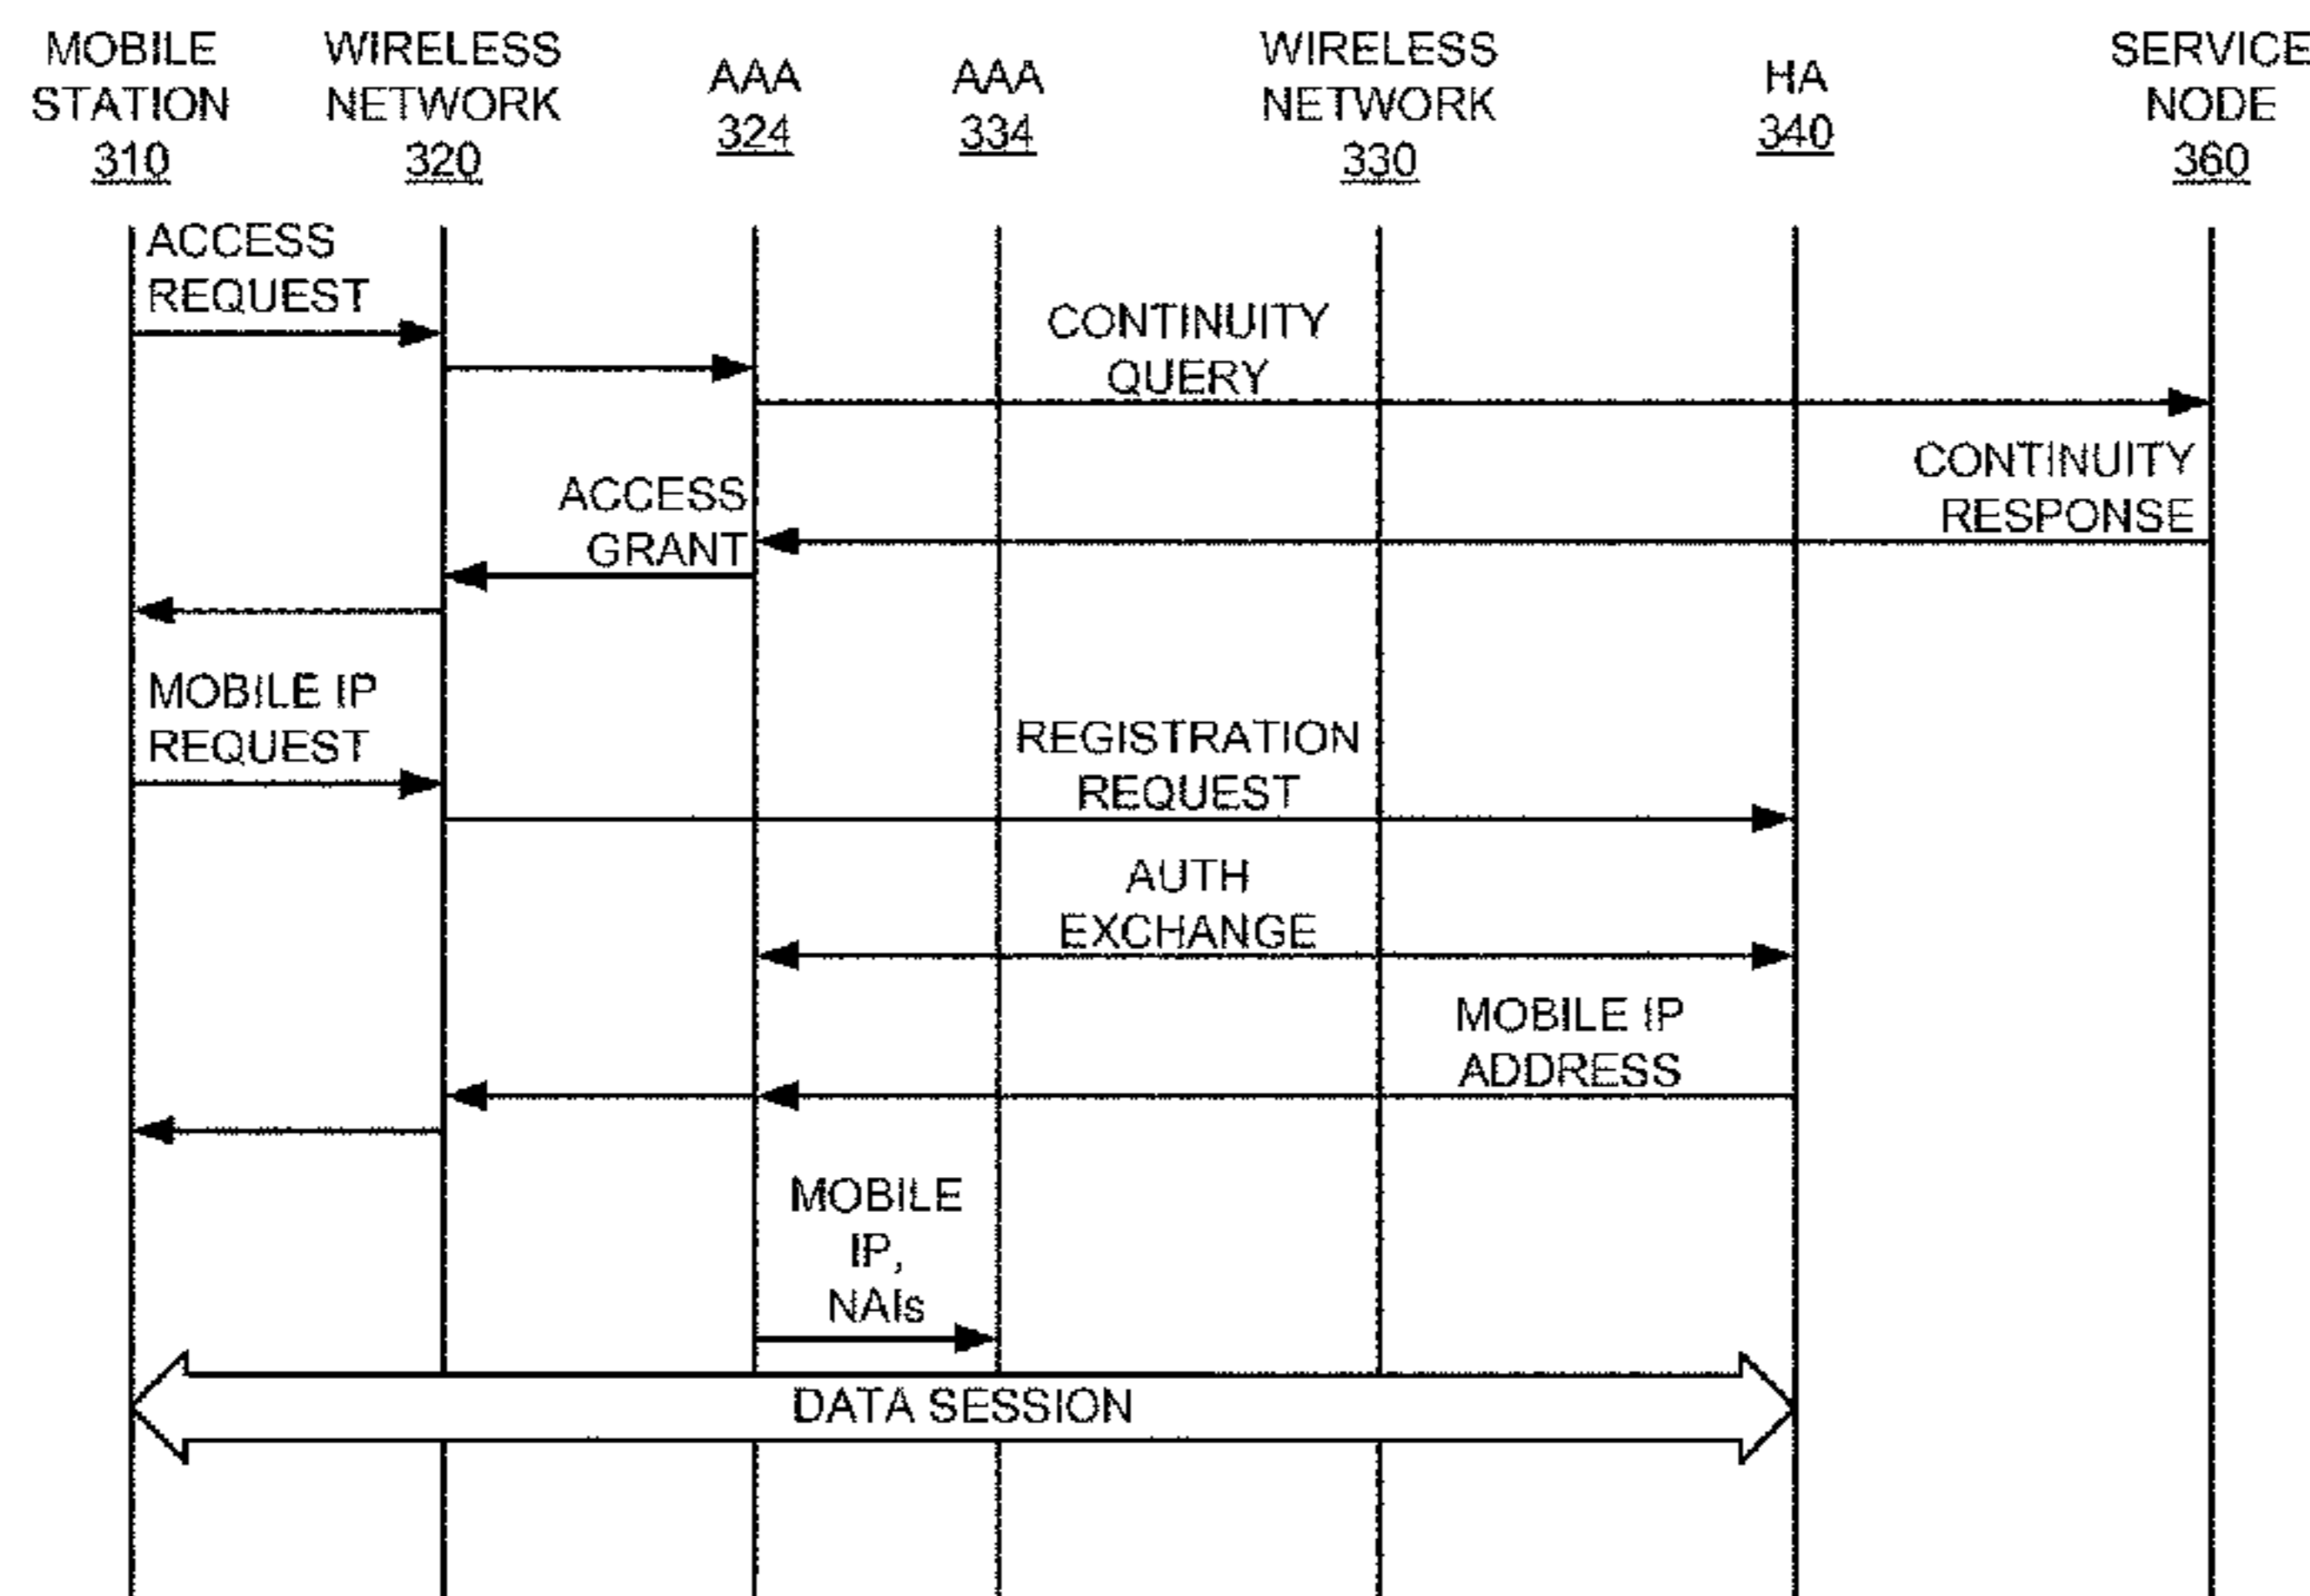 MOBILE
STATION
310
WIRELESS
NETWORK
320
AAA
324
AAA
334
WIRELESS
NETWORK
330
HA
340
SERVICE
NODE
360
ACCESS
REQUEST
CONTINUITY
QUERY
CONTINUITY
RESPONSE
ACCESS
GRANT
MOBILE IP
REQUEST
REGISTRATION
REQUEST
AUTH
EXCHANGE
MOBILE IP
ADDRESS
MOBILE
IP,
NAIs
DATA SESSION